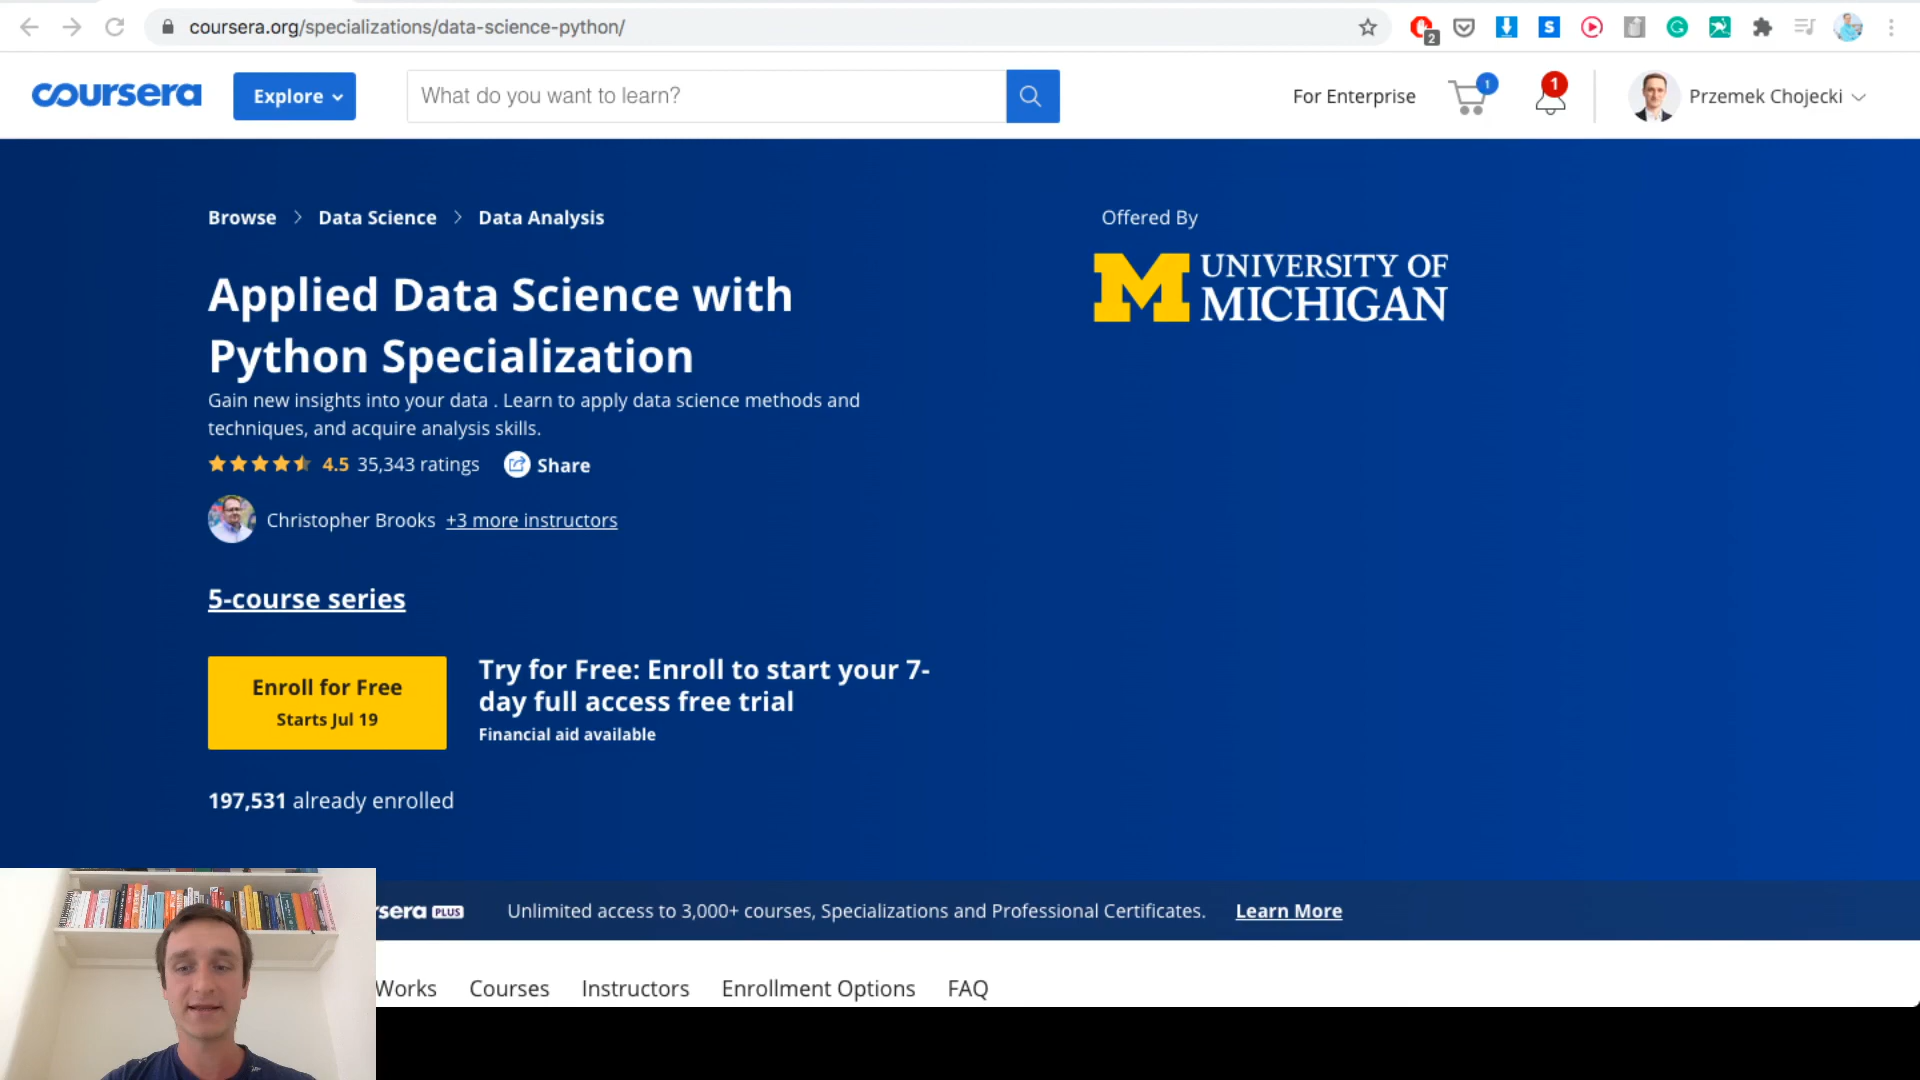 coursera.org/specializations/data-science-python/
2
S
G
coursera
Explore
What do you want to learn?
For Enterprise
1
1
Przemek Chojecki
Browse > Data Science > Data Analysis
Offered By
M UNIVERSITY OF
MICHIGAN
Applied Data Science with
Python Specialization
Gain new insights into your data . Learn to apply data science methods and
techniques, and acquire analysis skills.
4.5 35,343 ratings Share
Christopher Brooks +3 more instructors
5-course series
Enroll for Free
Starts Jul 19
Try for Free: Enroll to start your 7-
day full access free trial
Financial aid available
197,531 already enrolled
rsera PLUS
Unlimited access to 3,000+ courses, Specializations and Professional Certificates. Learn More
Works Courses Instructors Enrollment Options FAQ